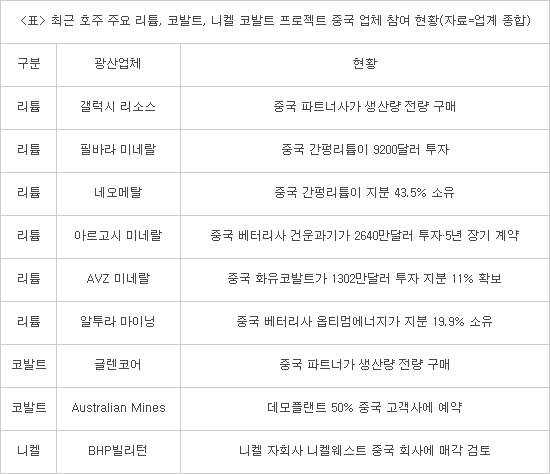 <표> 최근 호주 주요 리튬, 코발트, 니켈 코발트 프로젝트 중국 업체 참여 현황(자료=업계 종합)
구분 광산업체 현황
리튬 갤럭시 리소스 중국 파트너사가 생산량 전량 구매
리튬 필바라 미네랄 중국 간펑리튬이 9200달러 투자
리튬 네오메탈 중국 간펑리튬이 지분 43.5% 소유
리튬 아르고시 미네랄 중국 베터리사 건운과기가 2640만달러 투자·5년 장기 계약
리튬 AVZ 미네랄 중국 화유코발트가 1302만달러 투자 지분 11% 확보
리튬 알투라 마이닝 중국 베터리사 옵티멈에너지가 지분 19.9% 소유
코발트 글렌코어 중국 파트너가 생산량 전량 구매
코발트 Australian Mines 데모플랜트 50% 중국 고객사에 예약
니켈 BHP빌리턴 니켈 자회사 니켈웨스트 중국 회사에 매각 검토